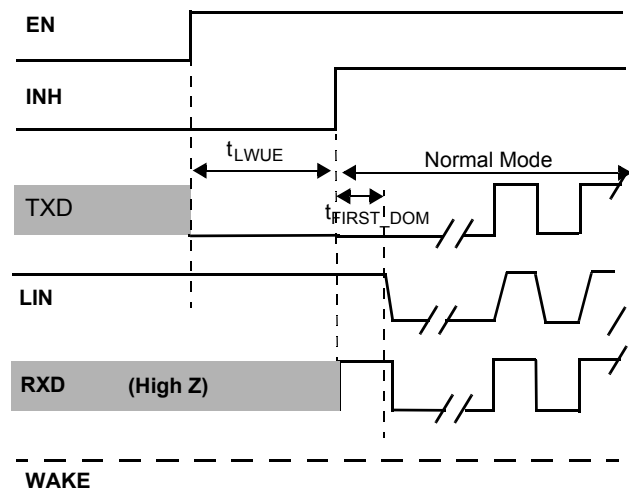 EN
INH
tLWUE
Normal Mode
TXD
tFIRST_DOM
LIN
RXD (High Z)
WAKE